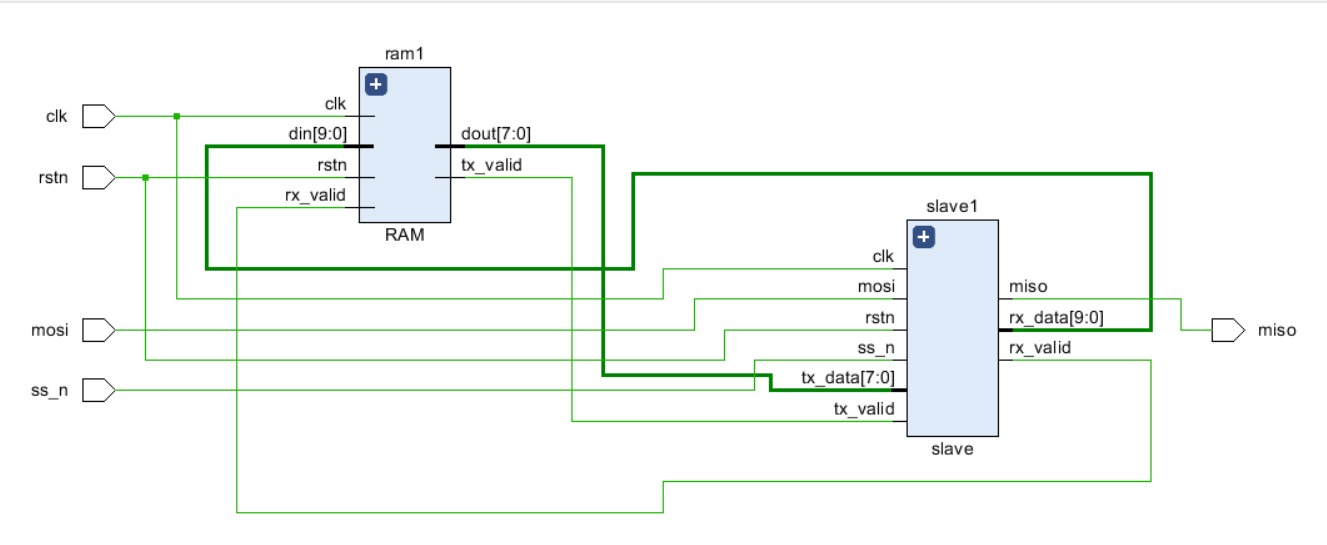 ram1
clk
clk
din[9:0]
dout[7:0]
rstn
rstn
tx_valid
rx_valid
RAM
slave1
clk
mosi
miso
mosi
rstn
rx_data[9:0]
miso
ss_n
rx_valid
ss_n
tx_data[7:0]
tx_valid
slave